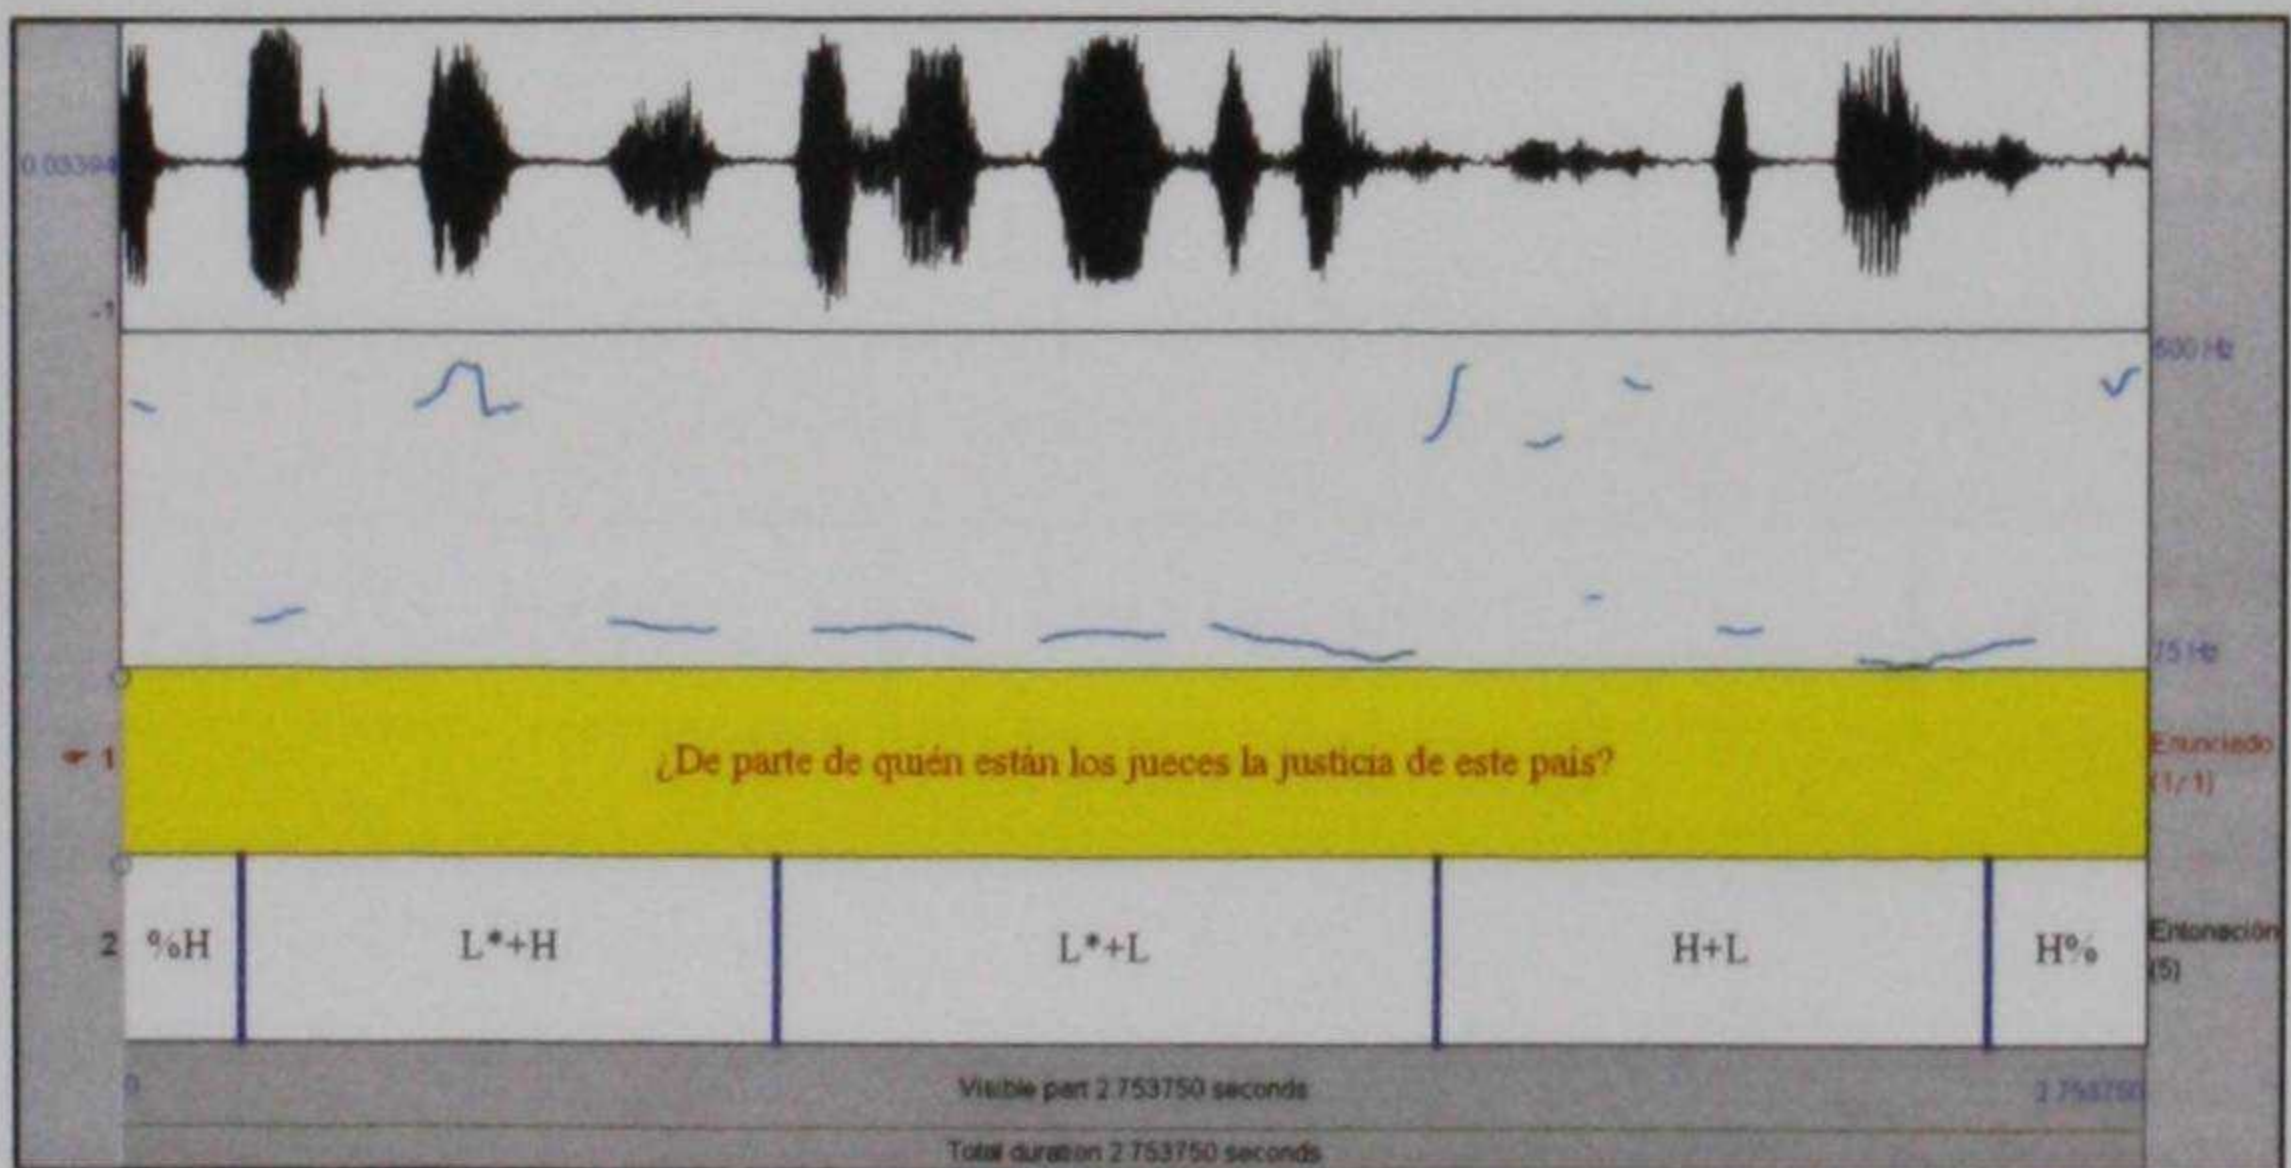 0.03394
-1
500 Hz
75 Hz
1
¿De parte de quién están los jueces la justicia de este país?
Enunciado
(1/1)
2
%H
L*+H
L*+L
H+L
H%
Entonación
(5)
0
Visible part 2.753750 seconds
2.753750
Total duration 2.753750 seconds